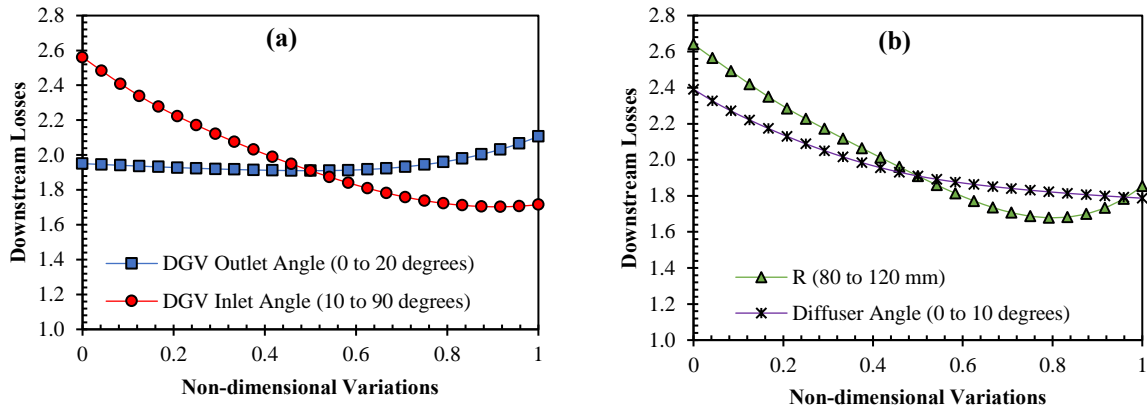 (a)
Downstream Losses
2.8
2.6
2.4
2.2
2.0
1.8
1.6
1.4
1.2
1.0
DGV Outlet Angle (0 to 20 degrees)
DGV Inlet Angle (10 to 90 degrees)
0 0.2 0.4 0.6 0.8 1
Non-dimensional Variations
(b)
Downstream Losses
2.8
2.6
2.4
2.2
2.0
1.8
1.6
1.4
1.2
1.0
R (80 to 120 mm)
Diffuser Angle (0 to 10 degrees)
0 0.2 0.4 0.6 0.8 1
Non-dimensional Variations